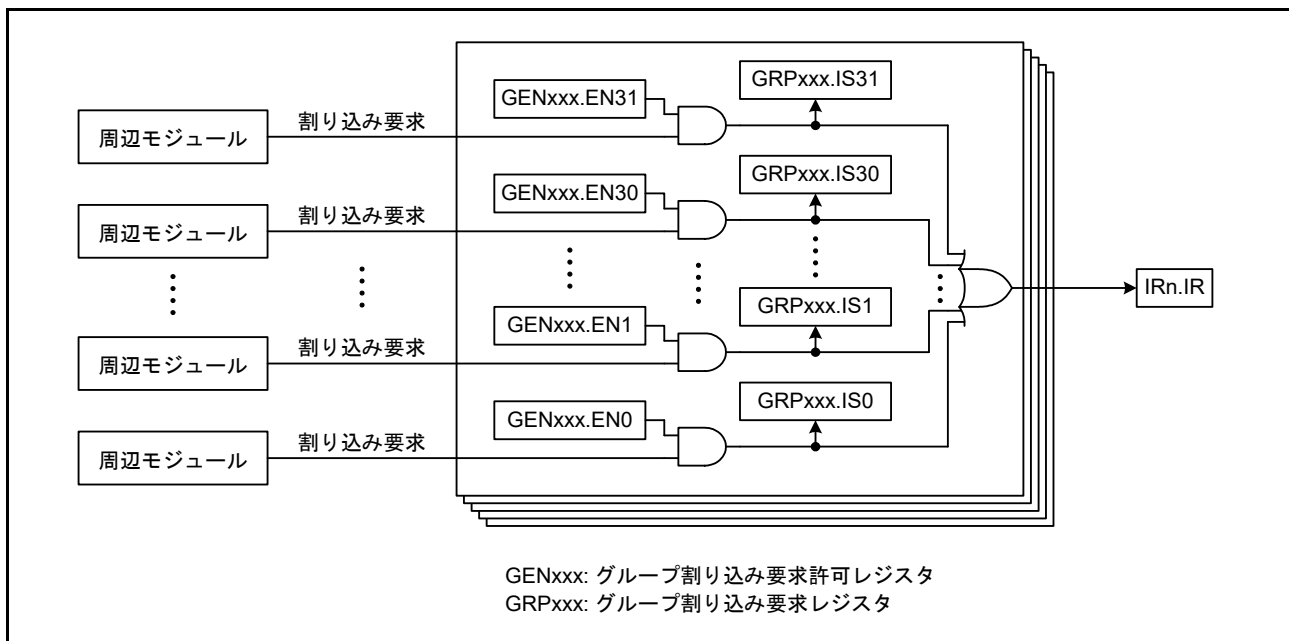 GENxxx.EN31
GRPxxx.IS31
周辺モジュール
割り込み要求
GENxxx.EN30
GRPxxx.IS30
周辺モジュール
割り込み要求
GENxxx.EN1
GRPxxx.IS1
IRn.IR
周辺モジュール
割り込み要求
GENxxx.EN0
GRPxxx.IS0
周辺モジュール
割り込み要求
GENxxx: グループ割り込み要求許可レジスタ
GRPxxx: グループ割り込み要求レジスタ